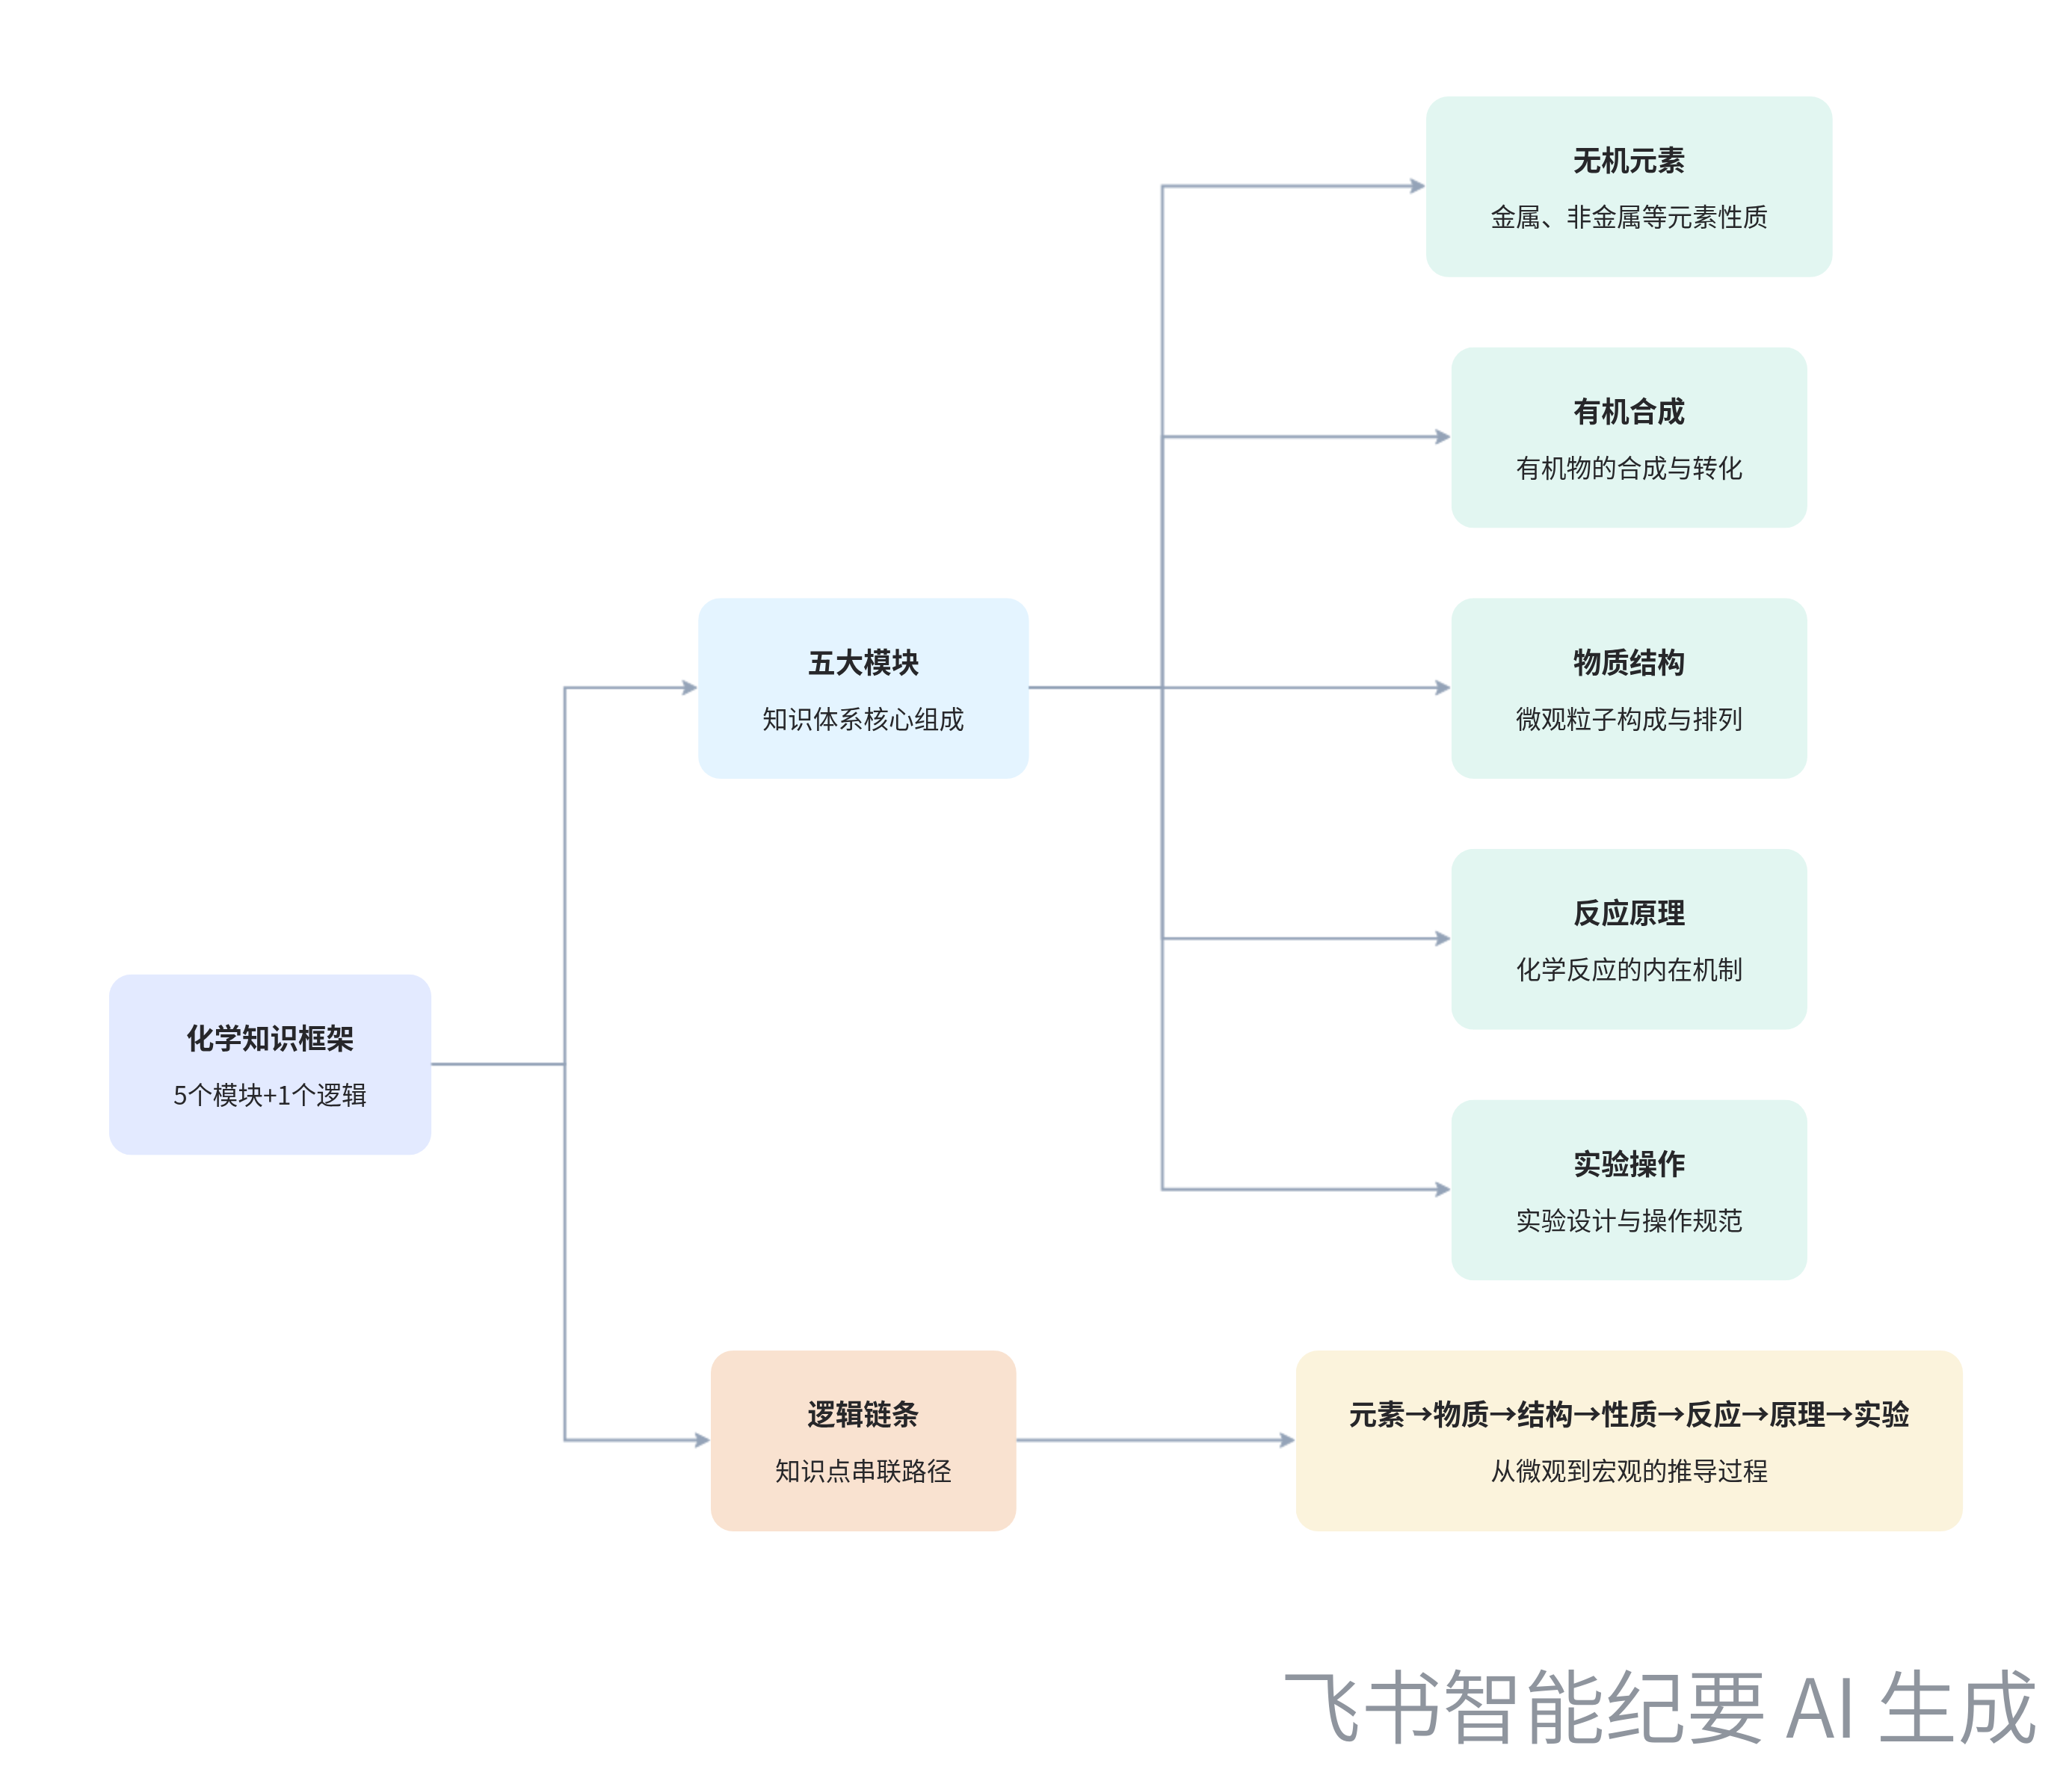 无机元素
金属、非金属等元素性质
有机合成
有机物的合成与转化
五大模块
知识体系核心组成
物质结构
微观粒子构成与排列
反应原理
化学反应的内在机制
化学知识框架
5个模块+1个逻辑
实验操作
实验设计与操作规范
逻辑链条
知识点串联路径
元素→物质→结构→性质→反应→原理→实验
从微观到宏观的推导过程
飞书智能纪要 AI 生成